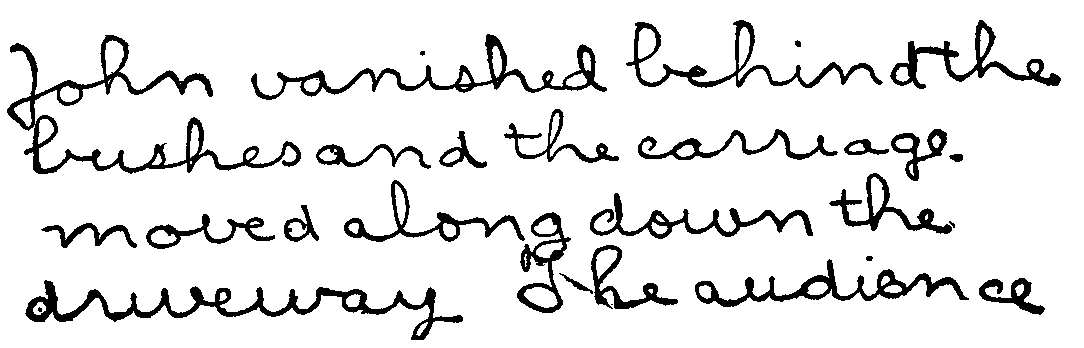 John vanished behind the
bushes and the carriage.
moved along down the
driveway The audience